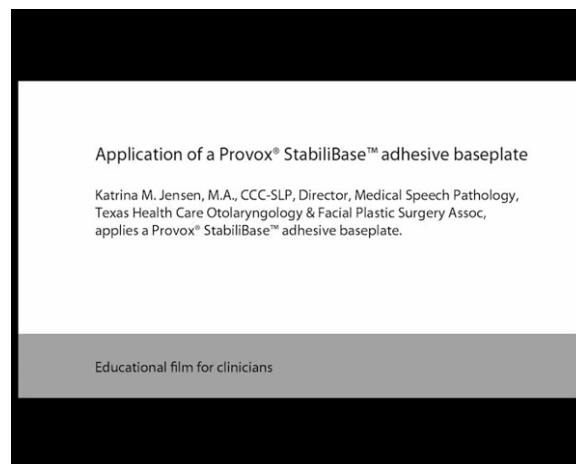 Application of a Provox® StabiliBase™ adhesive baseplate
Katrina M. Jensen, M.A., CCC-SLP, Director, Medical Speech Pathology,
Texas Health Care Otolaryngology & Facial Plastic Surgery Assoc,
applies a Provox® StabiliBase™ adhesive baseplate.
Educational film for clinicians